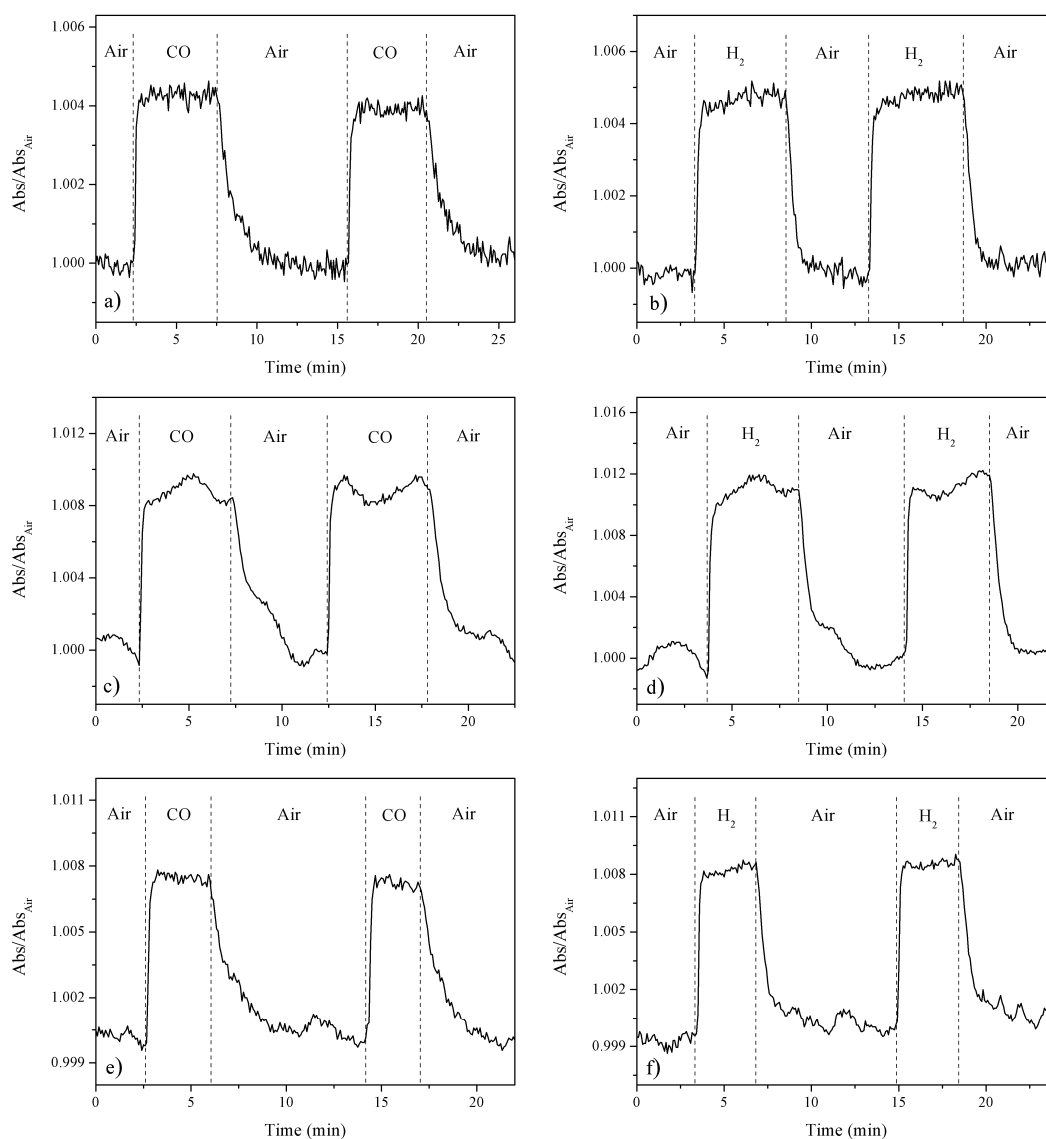 1.006
1.004
1.002
1.000
Abs/Abs_Air
Air CO Air CO Air
a)
0 5 10 15 20 25
Time (min)
1.006
1.004
1.002
1.000
Abs/Abs_Air
Air H₂ Air H₂ Air
b)
0 5 10 15 20
Time (min)
1.012
1.008
1.004
1.000
Abs/Abs_Air
Air CO Air CO Air
c)
0 5 10 15 20
Time (min)
1.016
1.012
1.008
1.004
1.000
Abs/Abs_Air
Air H₂ Air H₂ Air
d)
0 5 10 15 20
Time (min)
1.011
1.008
1.005
1.002
0.999
Abs/Abs_Air
Air CO Air CO Air
e)
0 5 10 15 20
Time (min)
1.011
1.008
1.005
1.002
0.999
Abs/Abs_Air
Air H₂ Air H₂ Air
f)
0 5 10 15 20
Time (min)